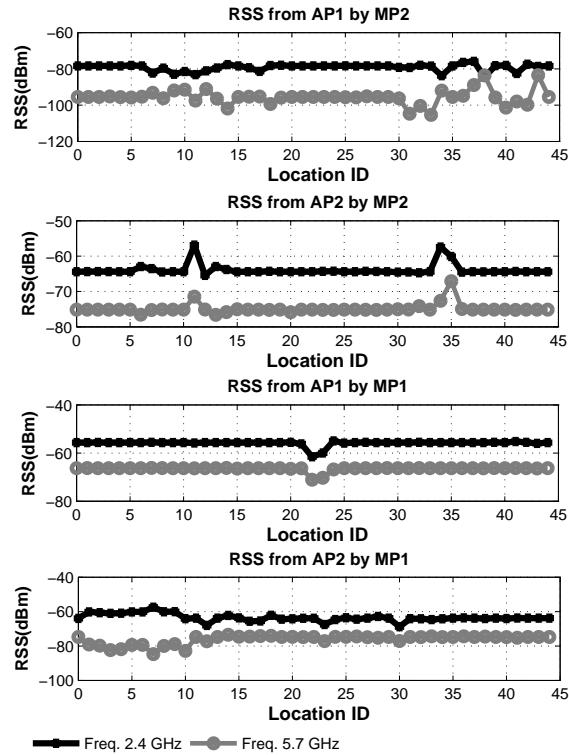 RSS from AP1 by MP2
−60
−80
−100
−120
RSS(dBm)
0 5 10 15 20 25 30 35 40 45
Location ID
RSS from AP2 by MP2
−50
−60
−70
−80
RSS(dBm)
0 5 10 15 20 25 30 35 40 45
Location ID
RSS from AP1 by MP1
−40
−60
−80
RSS(dBm)
0 5 10 15 20 25 30 35 40 45
Location ID
RSS from AP2 by MP1
−40
−60
−80
−100
RSS(dBm)
0 5 10 15 20 25 30 35 40 45
Location ID
Freq. 2.4 GHz Freq. 5.7 GHz